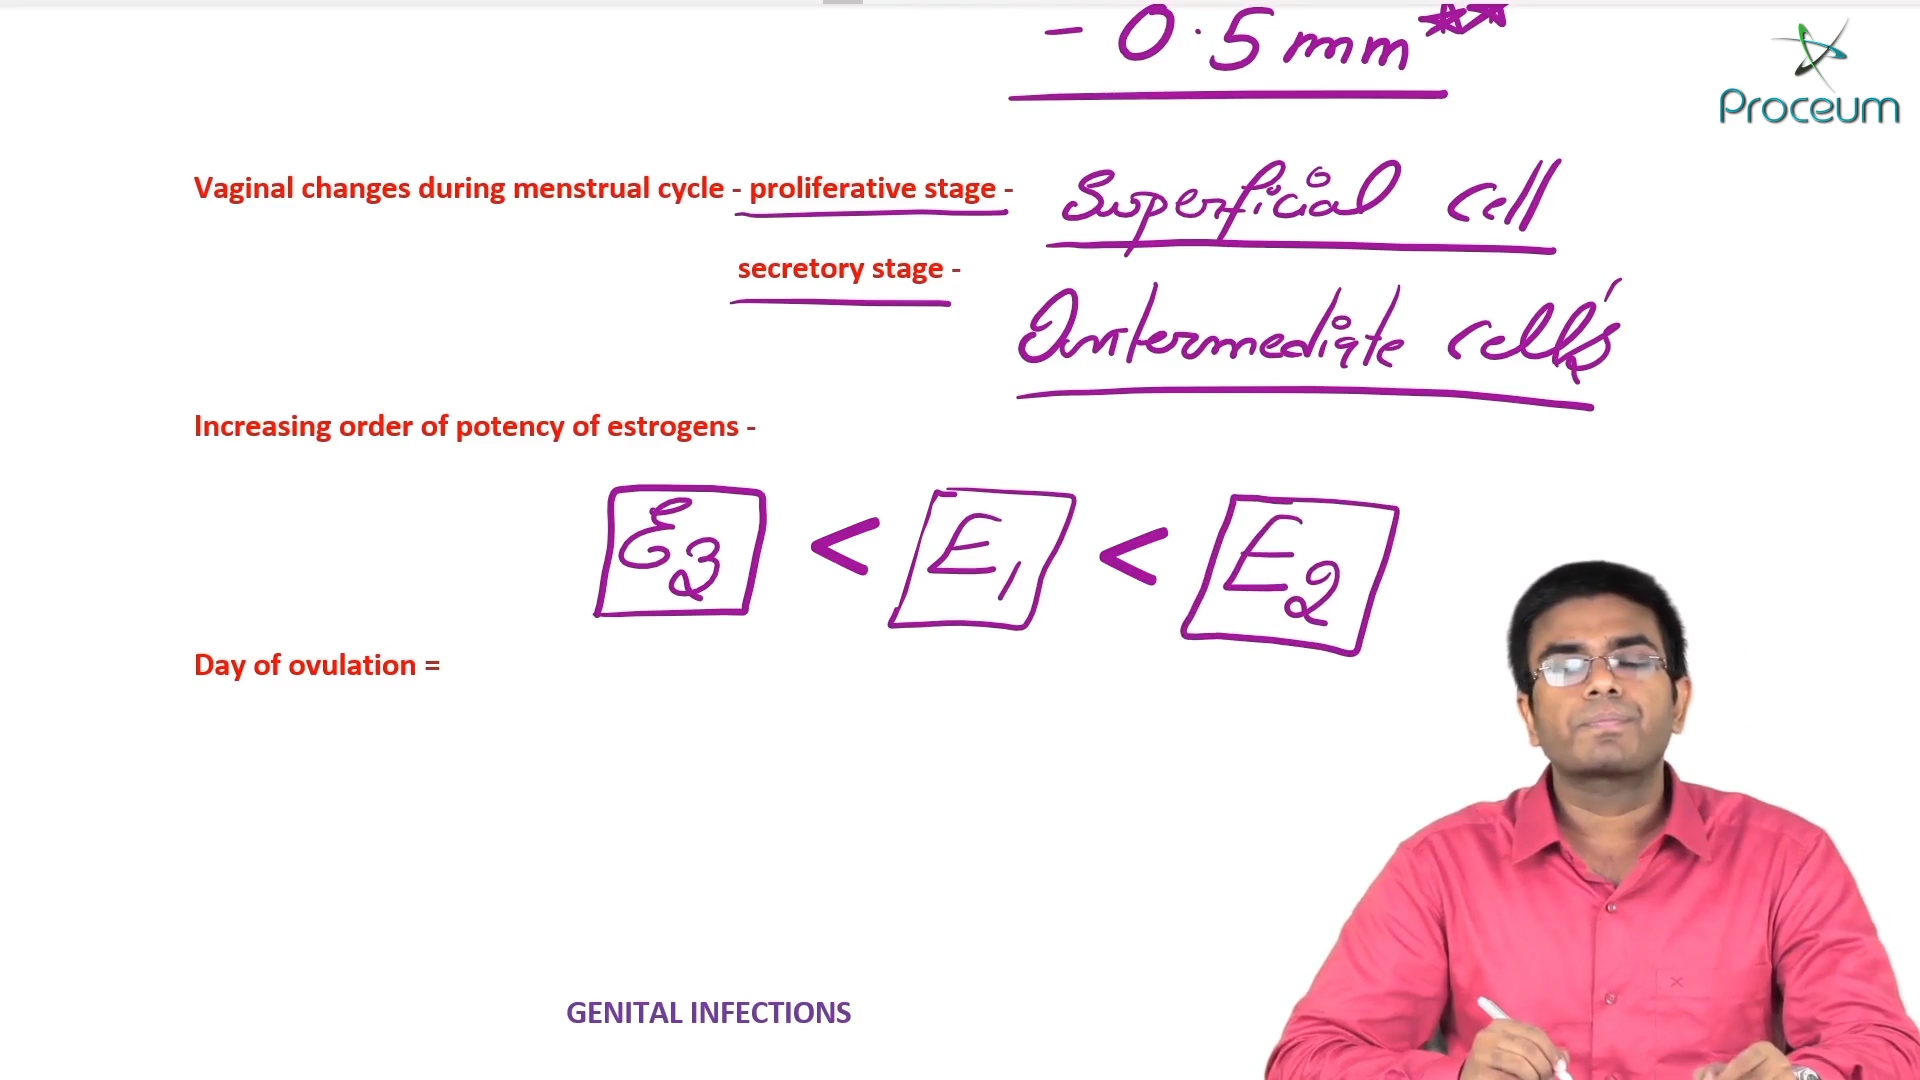 - 0.5 mm**
Proceum
Vaginal changes during menstrual cycle - proliferative stage - Superficial cell
secretory stage -
Intermediate cells
Increasing order of potency of estrogens -
E3 < E1 < E2
Day of ovulation =
GENITAL INFECTIONS